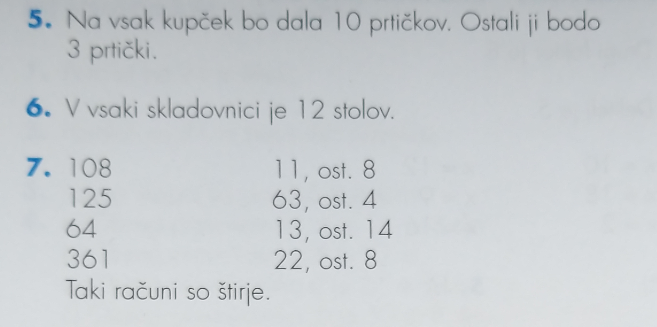 5. Na vsak kupček bo dala 10 prtičkov. Ostali ji bodo
3 prtički.
6. V vsaki skladovnici je 12 stolov.
7. 108 11, ost. 8
125 63, ost. 4
64 13, ost. 14
361 22, ost. 8
Taki računi so štirje.